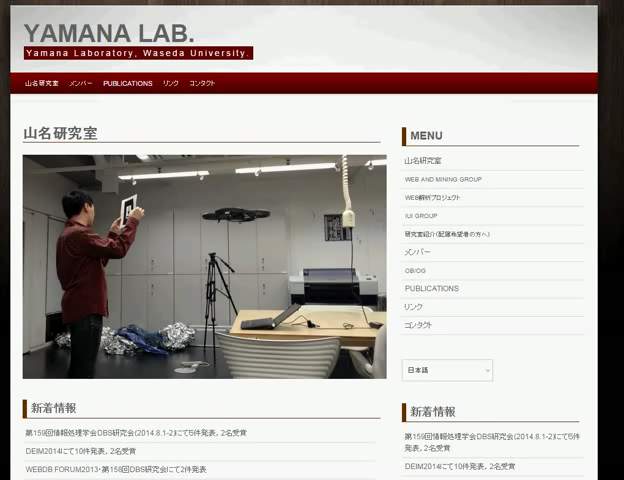 YAMANA LAB.
Yamana Laboratory, Waseda University.
山名研究室 メンバー PUBLICATIONS リンク コンタクト
山名研究室
新着情報
第159回情報処理学会DBS研究会(2014.8.1-2)にて5件発表，2名受賞
DEIM2014にて10件発表，2名受賞
WEBDB FORUM2013・第158回DBS研究会にて2件発表
MENU
山名研究室
WEB AND MINING GROUP
WEB解析プロジェクト
IUI GROUP
研究室紹介（配属希望者の方へ）
メンバー
OB/OG
PUBLICATIONS
リンク
コンタクト
日本語
新着情報
第159回情報処理学会DBS研究会(2014.8.1-2)にて5件
発表，2名受賞
DEIM2014にて10件発表，2名受賞